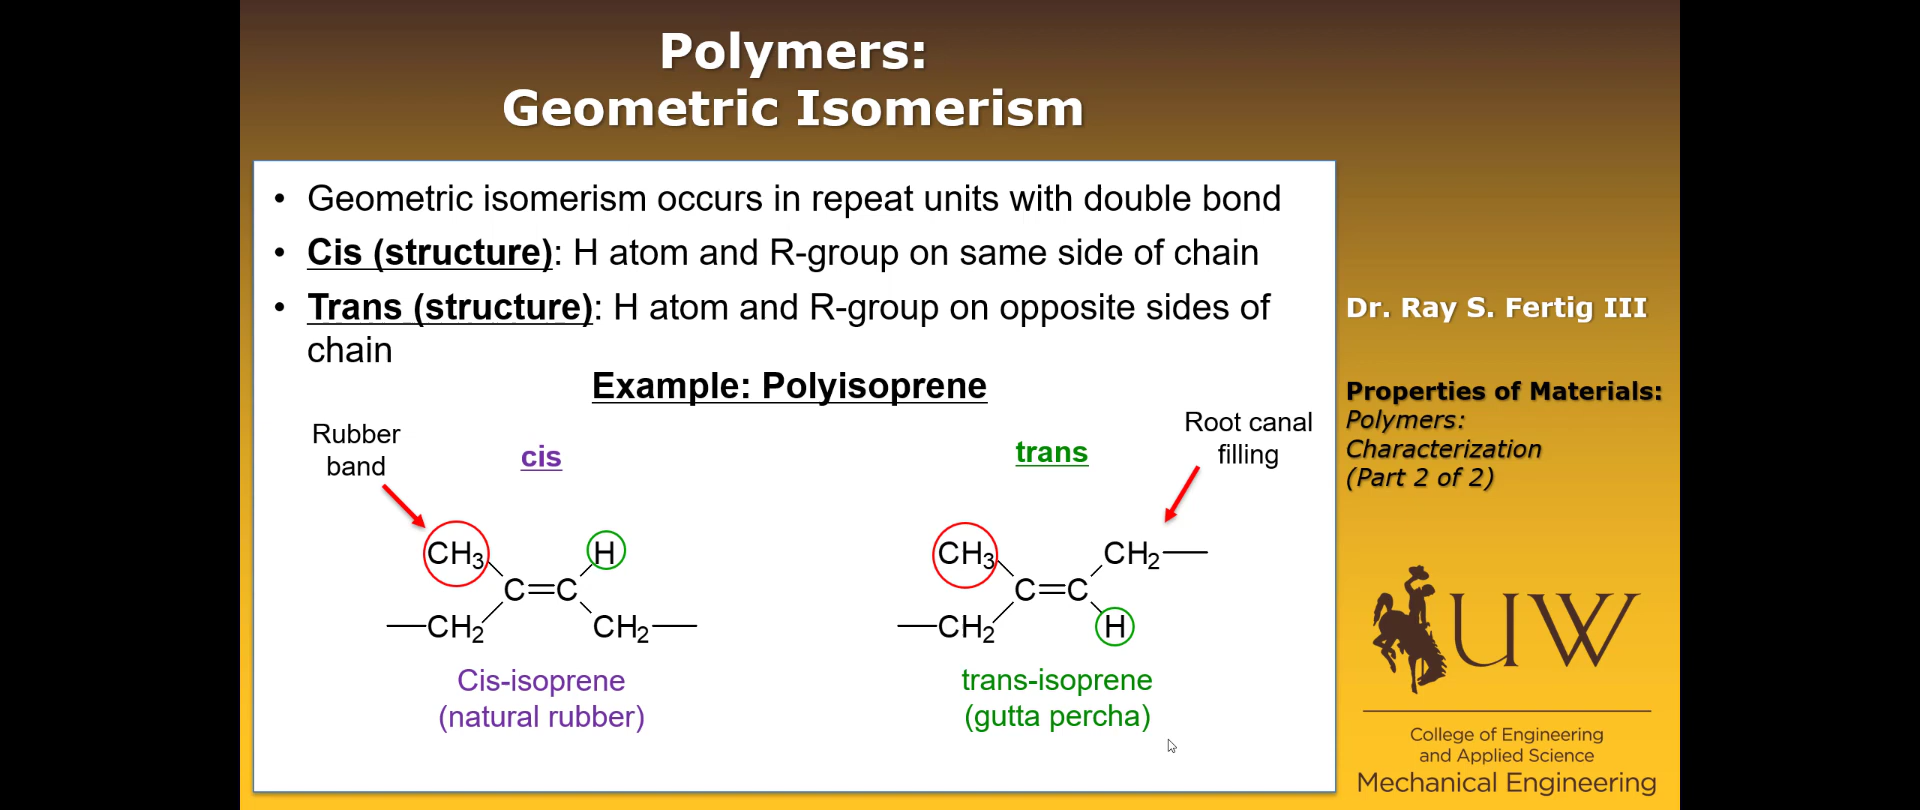 Polymers:
Geometric Isomerism
• Geometric isomerism occurs in repeat units with double bond
• Cis (structure): H atom and R-group on same side of chain
• Trans (structure): H atom and R-group on opposite sides of
chain
Example: Polyisoprene
Rubber
band
cis
CH₃
H
C=C
—CH₂
CH₂—
Cis-isoprene
(natural rubber)
trans
Root canal
filling
CH₃
CH₂—
C=C
—CH₂
H
trans-isoprene
(gutta percha)
Dr. Ray S. Fertig III
Properties of Materials:
Polymers:
Characterization
(Part 2 of 2)
UW
College of Engineering
and Applied Science
Mechanical Engineering